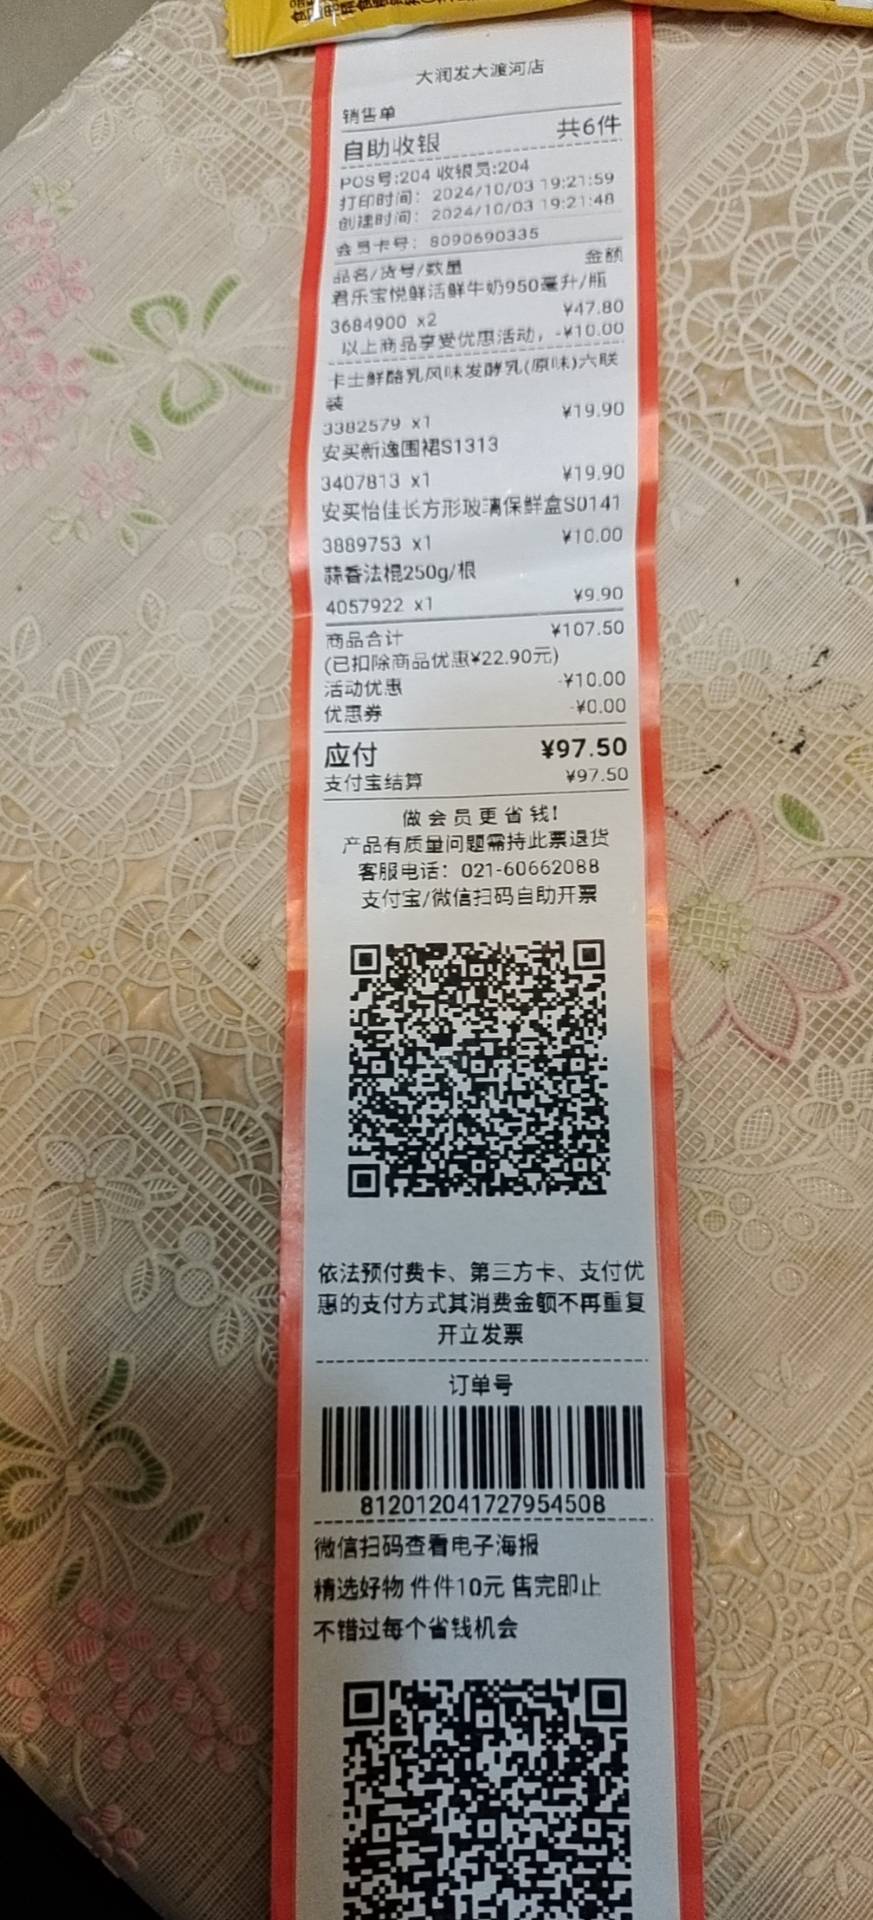 大润发大渡河店
销售单
自助收银 共6件
POS号:204 收银员:204
打印时间: 2024/10/03 19:21:59
创建时间: 2024/10/03 19:21:48
会员卡号: 8090690335
品名/货号/数量 金额
君乐宝悦鲜活鲜牛奶950毫升/瓶
3684900 x2 ¥47.80
以上商品享受优惠活动, -¥10.00
卡士鲜酪乳风味发酵乳(原味)六联
装
3382579 x1 ¥19.90
安买新逸围裙S1313
3407813 x1 ¥19.90
安买怡佳长方形玻璃保鲜盒S0141
3889753 x1 ¥10.00
蒜香法棍250g/根
4057922 x1 ¥9.90
商品合计 ¥107.50
(已扣除商品优惠¥22.90元)
活动优惠 -¥10.00
优惠券 -¥0.00
应付 ¥97.50
支付宝结算 ¥97.50
做会员更省钱!
产品有质量问题需持此票退货
客服电话: 021-60662088
支付宝/微信扫码自助开票
依法预付费卡、第三方卡、支付优
惠的支付方式其消费金额不再重复
开立发票
订单号
812012041727954508
微信扫码查看电子海报
精选好物 件件10元 售完即止
不错过每个省钱机会